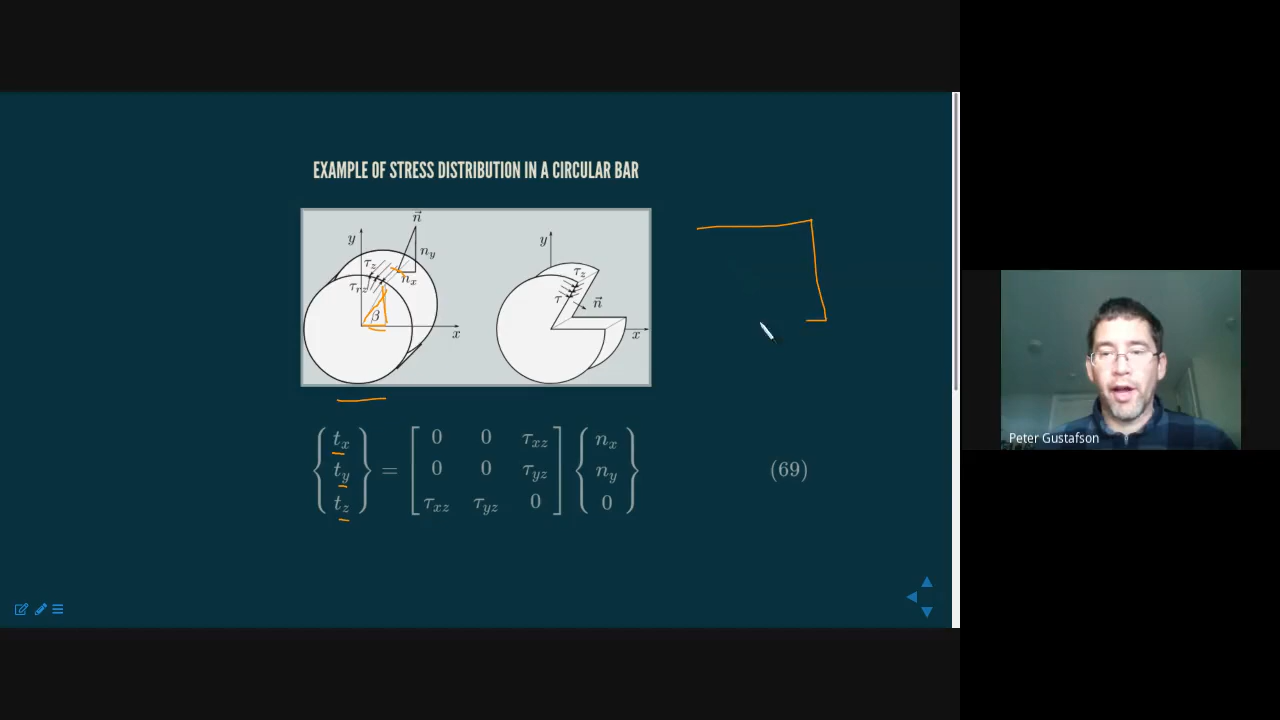 EXAMPLE OF STRESS DISTRIBUTION IN A CIRCULAR BAR
y n⃗ n_y n_x τ_z τ_rz β x
y τ_z τ n⃗ x
{t_x} = [0 0 τ_xz] {n_x}
{t_y} [0 0 τ_yz] {n_y} (69)
{t_z} [τ_xz τ_yz 0] {0}
Peter Gustafson